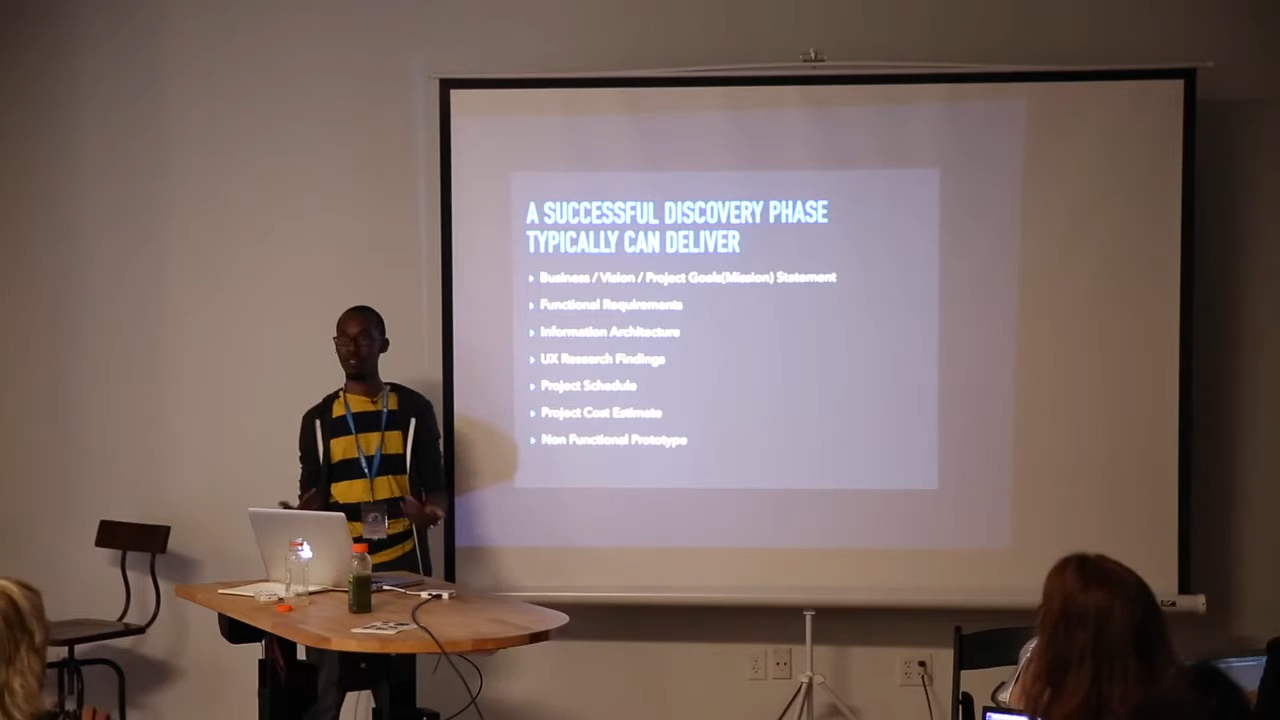 A SUCCESSFUL DISCOVERY PHASE
TYPICALLY CAN DELIVER
Business / Vision / Project Goals(Mission) Statement
Functional Requirements
Information Architecture
UX Research Findings
Project Schedule
Project Cost Estimate
Non Functional Prototype